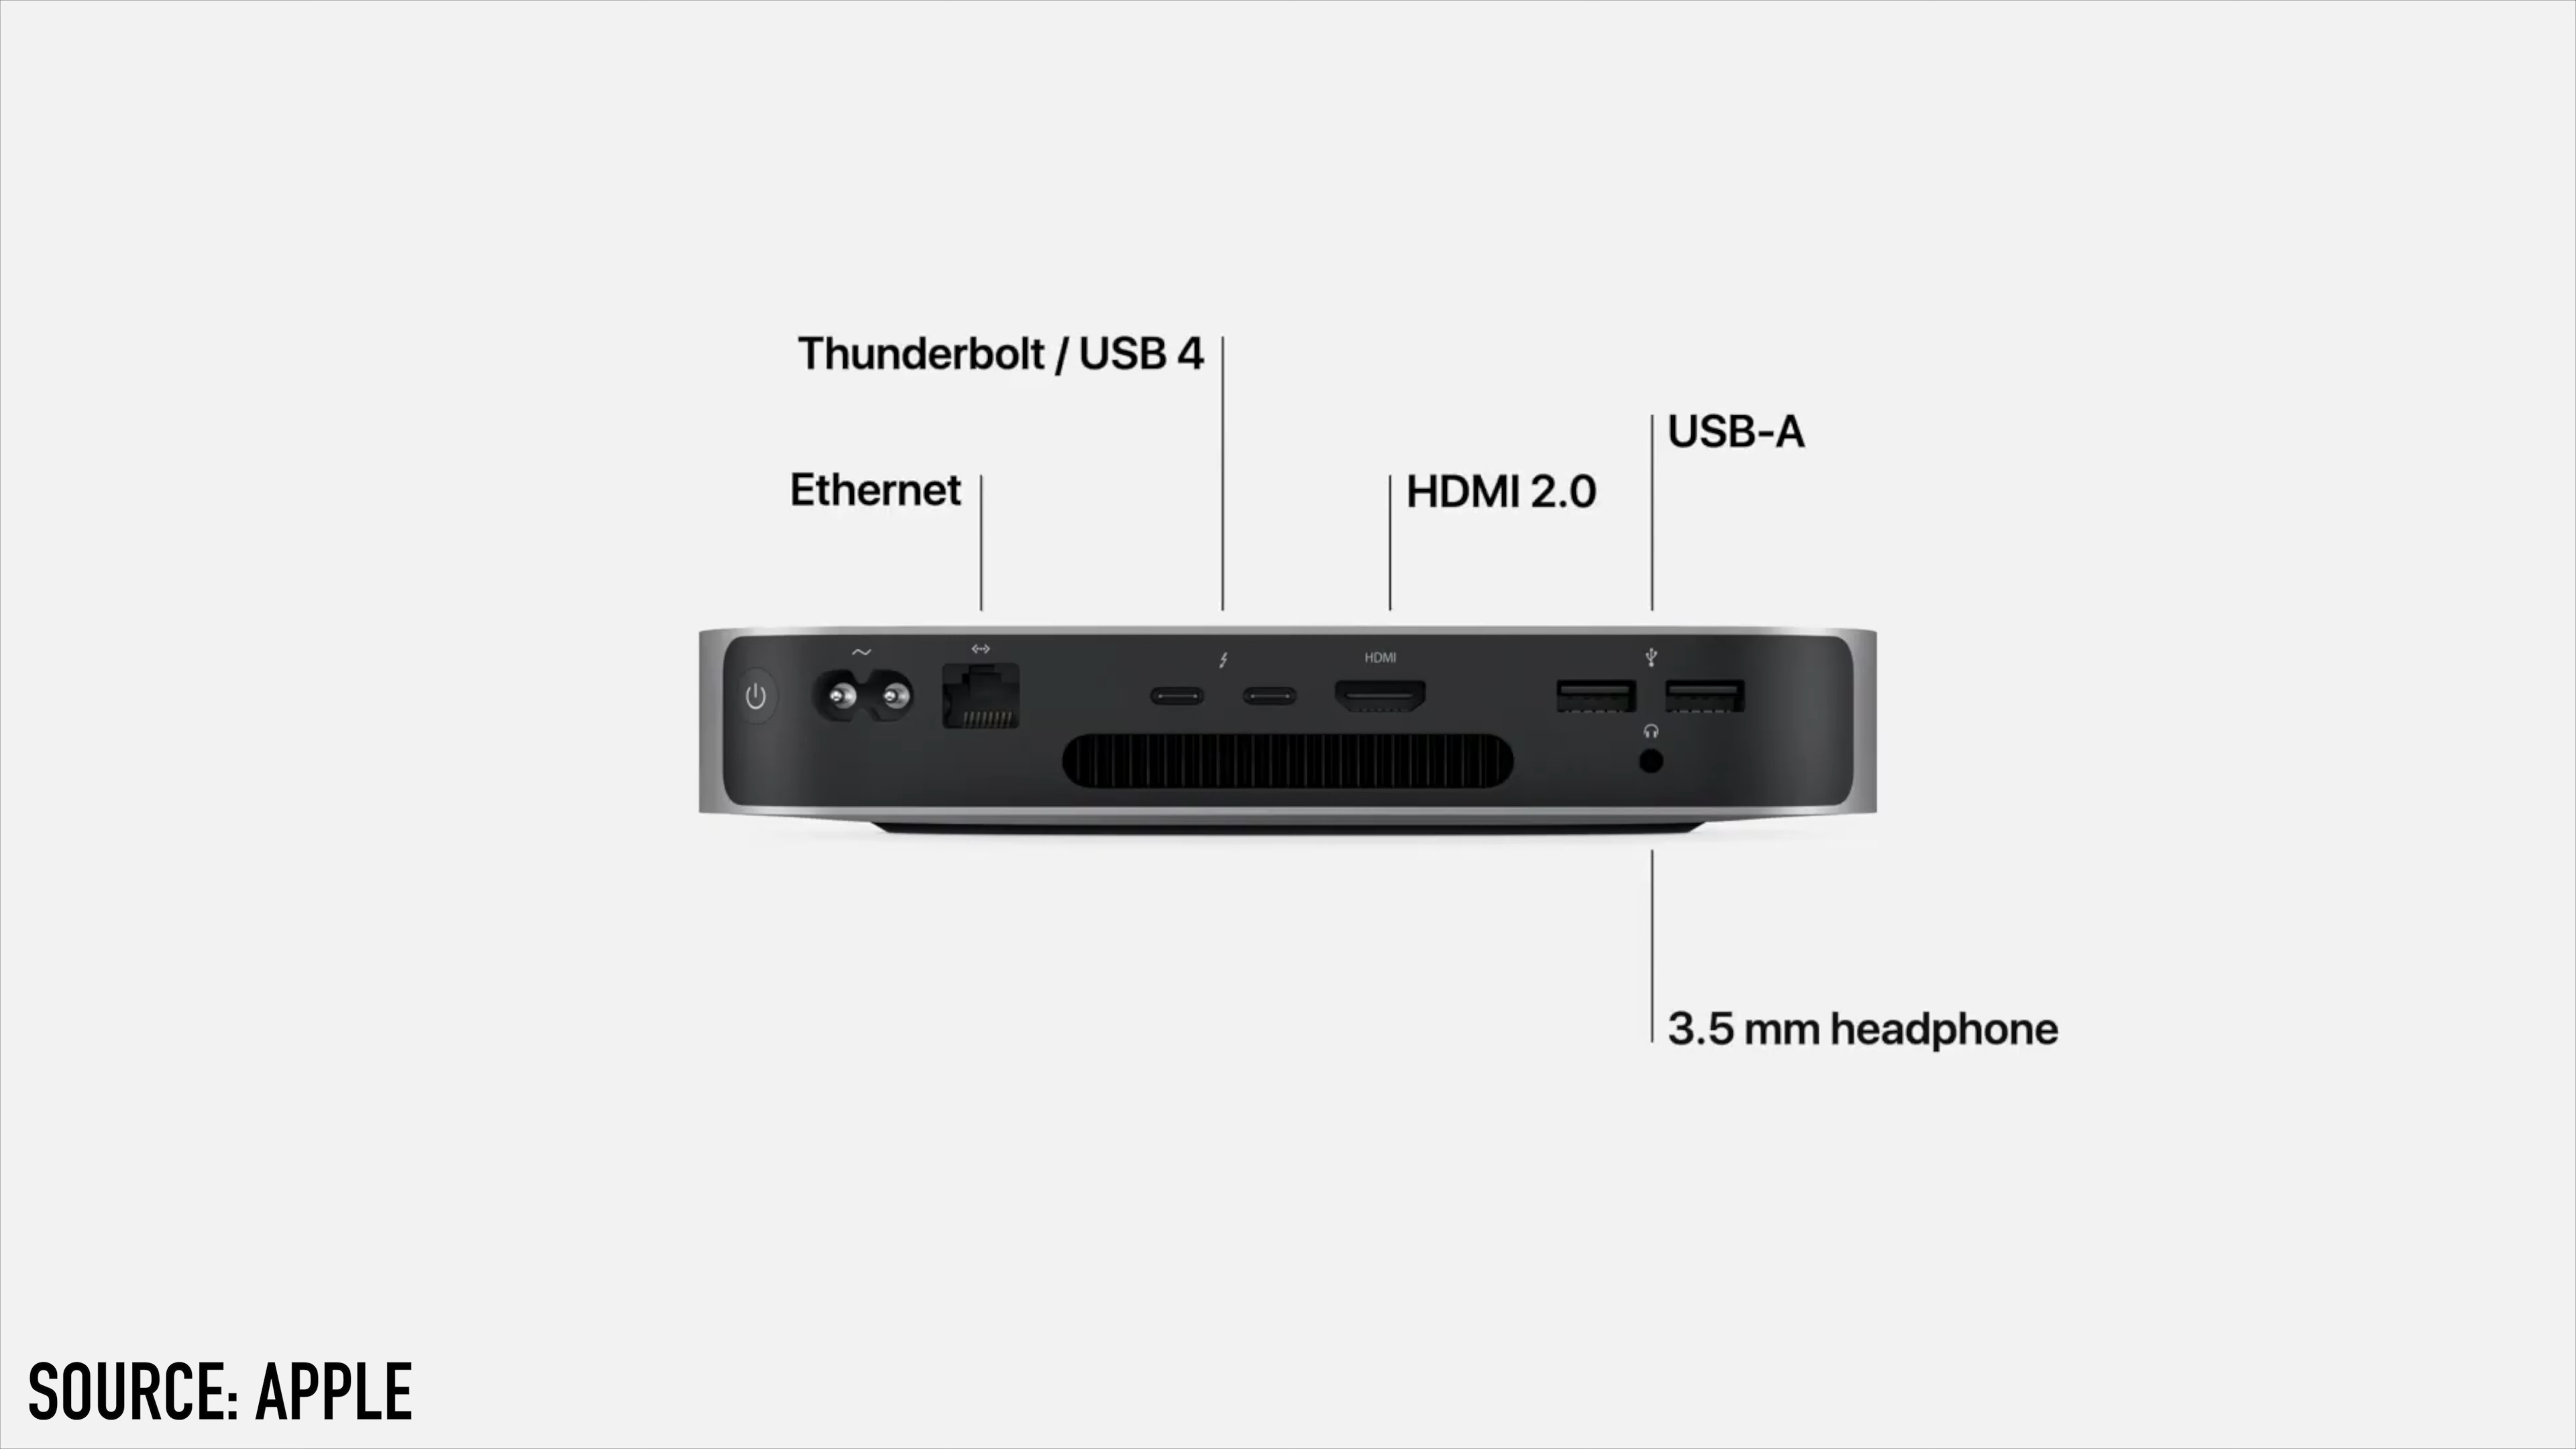 Thunderbolt / USB 4
USB-A
Ethernet
HDMI 2.0
HDMI
3.5 mm headphone
SOURCE: APPLE